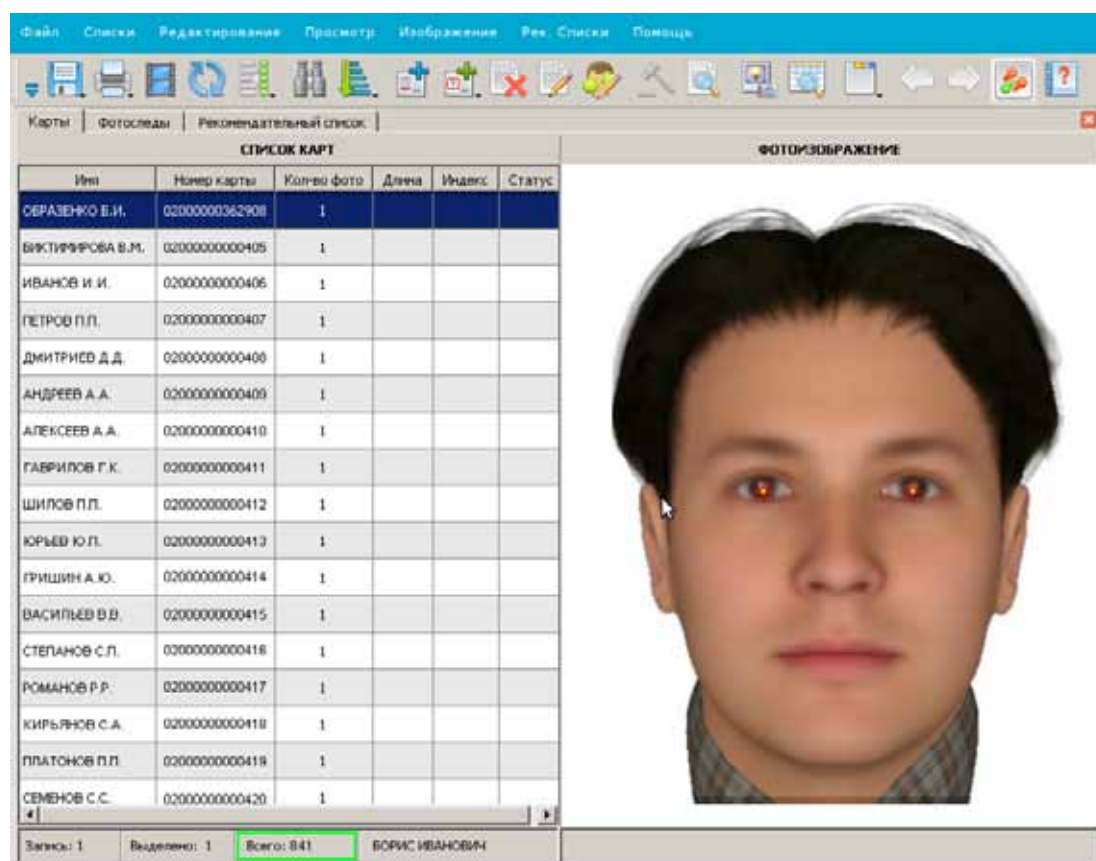 Файл Списки Редактирование Просмотр Изображение Рек. Списки Помощь
Карты Фотоследы Рекомендательный список
СПИСОК КАРТ ФОТОИЗОБРАЖЕНИЕ
Имя Номер карты Кол-во фото Длина Индекс Статус
ОБРАЗЕНКО Б.И. 02000000362908 1
БИКТИМИРОВА В.М. 02000000000405 1
ИВАНОВ И.И. 02000000000406 1
ПЕТРОВ П.П. 02000000000407 1
ДМИТРИЕВ Д.Д. 02000000000408 1
АНДРЕЕВ А.А. 02000000000409 1
АЛЕКСЕЕВ А.А. 02000000000410 1
ГАВРИЛОВ Г.К. 02000000000411 1
ШИЛОВ П.П. 02000000000412 1
ЮРЬЕВ Ю.П. 02000000000413 1
ГРИШИН А.Ю. 02000000000414 1
ВАСИЛЬЕВ В.В. 02000000000415 1
СТЕПАНОВ С.П. 02000000000416 1
РОМАНОВ Р.Р. 02000000000417 1
КИРЬЯНОВ С.А. 02000000000418 1
ПЛАТОНОВ П.П. 02000000000419 1
СЕМЕНОВ С.С. 02000000000420 1
Запись: 1 Выделено: 1 Всего: 841 БОРИС ИВАНОВИЧ